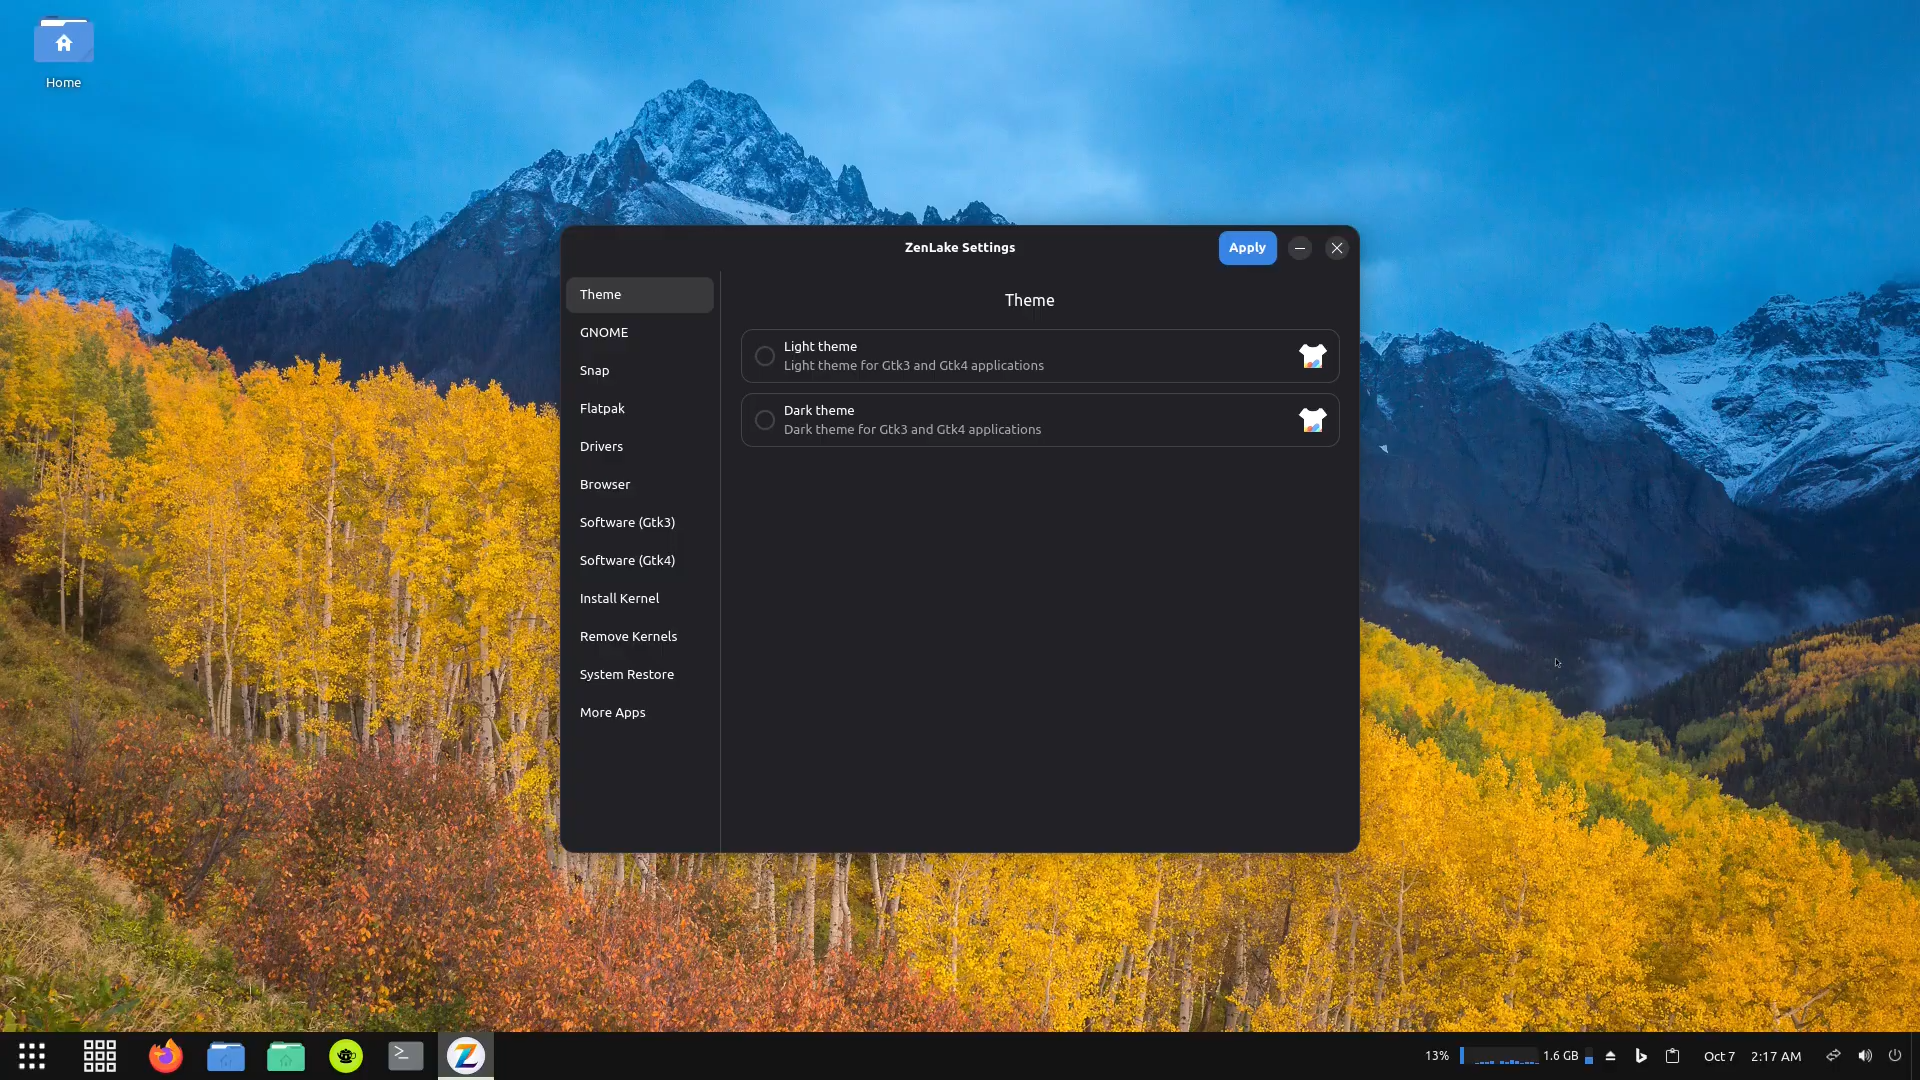 Home
ZenLake Settings
Apply
Theme
GNOME
Snap
Flatpak
Drivers
Browser
Software (Gtk3)
Software (Gtk4)
Install Kernel
Remove Kernels
System Restore
More Apps
Theme
Light theme
Light theme for Gtk3 and Gtk4 applications
Dark theme
Dark theme for Gtk3 and Gtk4 applications
13% 1.6 GB Oct 7 2:17 AM